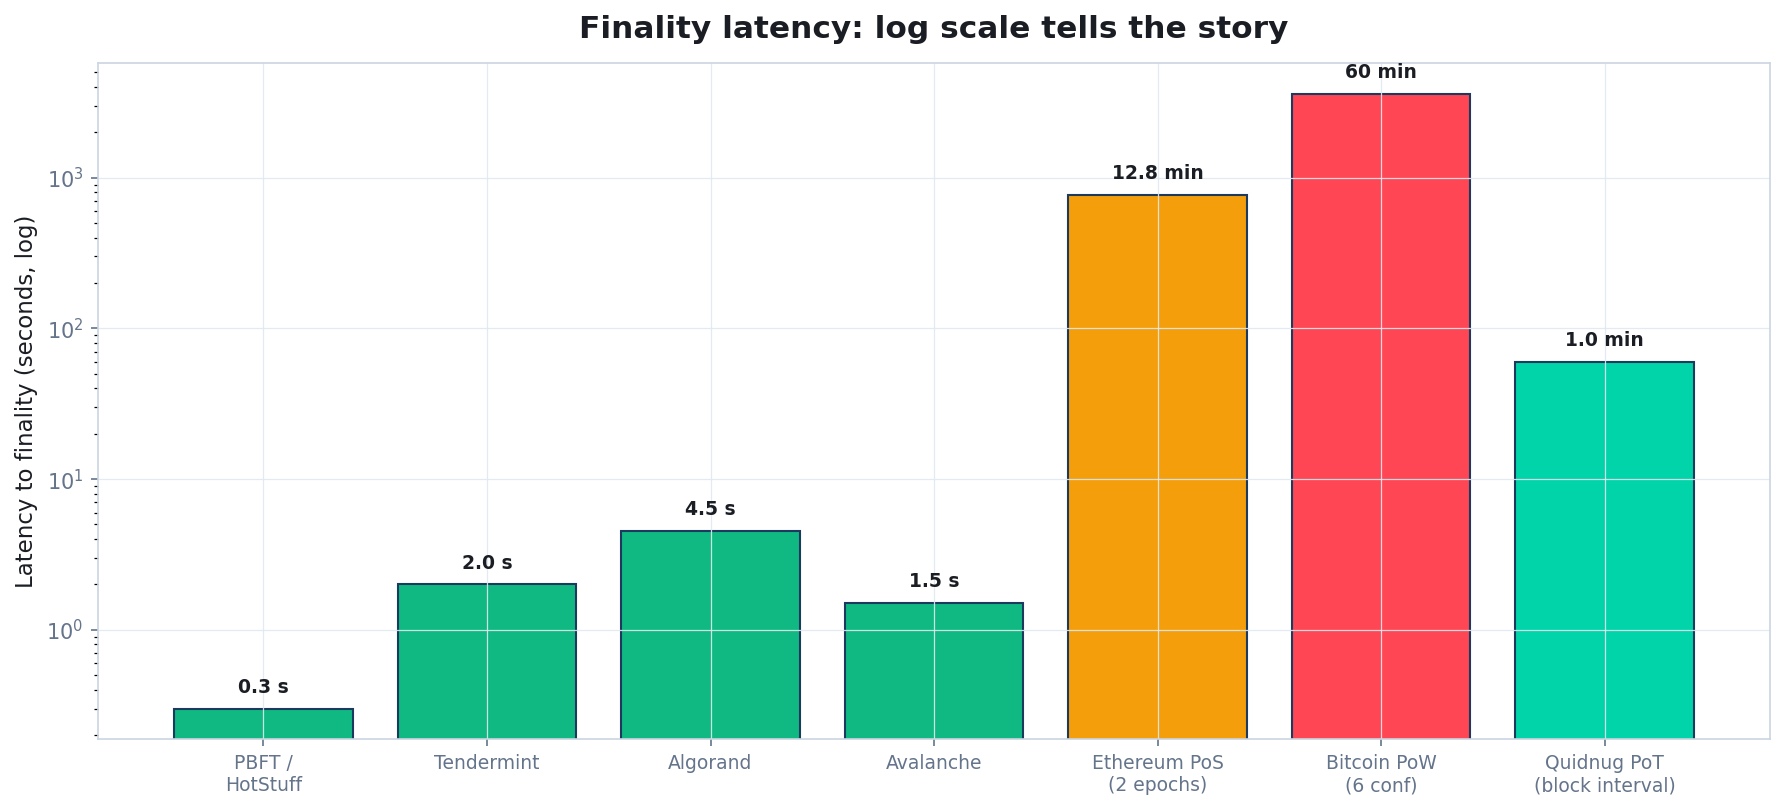 Finality latency: log scale tells the story
Latency to finality (seconds, log)
10³
10²
10¹
10⁰
0.3 s
2.0 s
4.5 s
1.5 s
12.8 min
60 min
1.0 min
PBFT /
HotStuff
Tendermint
Algorand
Avalanche
Ethereum PoS
(2 epochs)
Bitcoin PoW
(6 conf)
Quidnug PoT
(block interval)